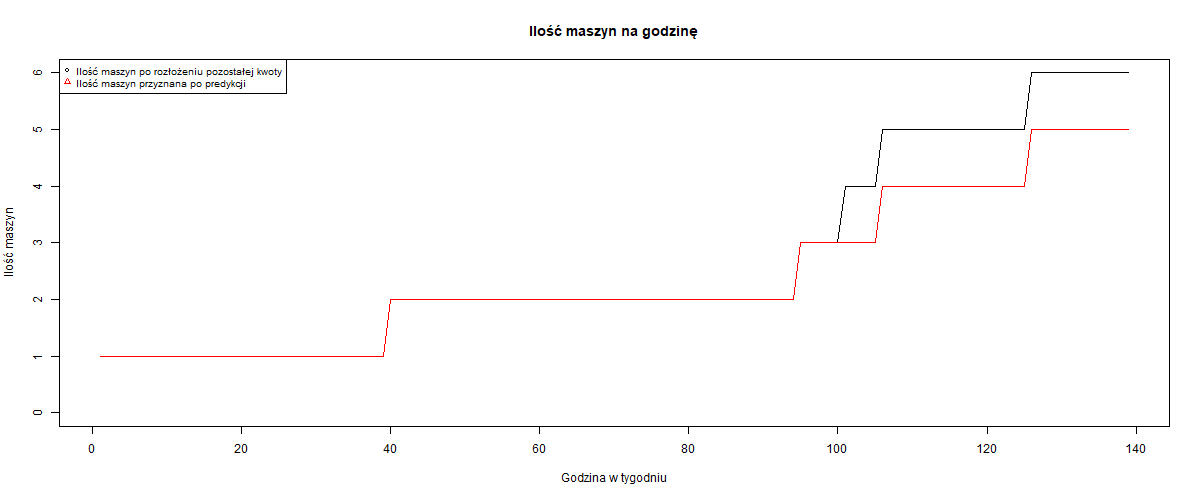 Ilość maszyn na godzinę
Ilość maszyn po rozłożeniu pozostałej kwoty
Ilość maszyn przyznana po predykcji
Ilość maszyn
6
5
4
3
2
1
0
0 20 40 60 80 100 120 140
Godzina w tygodniu